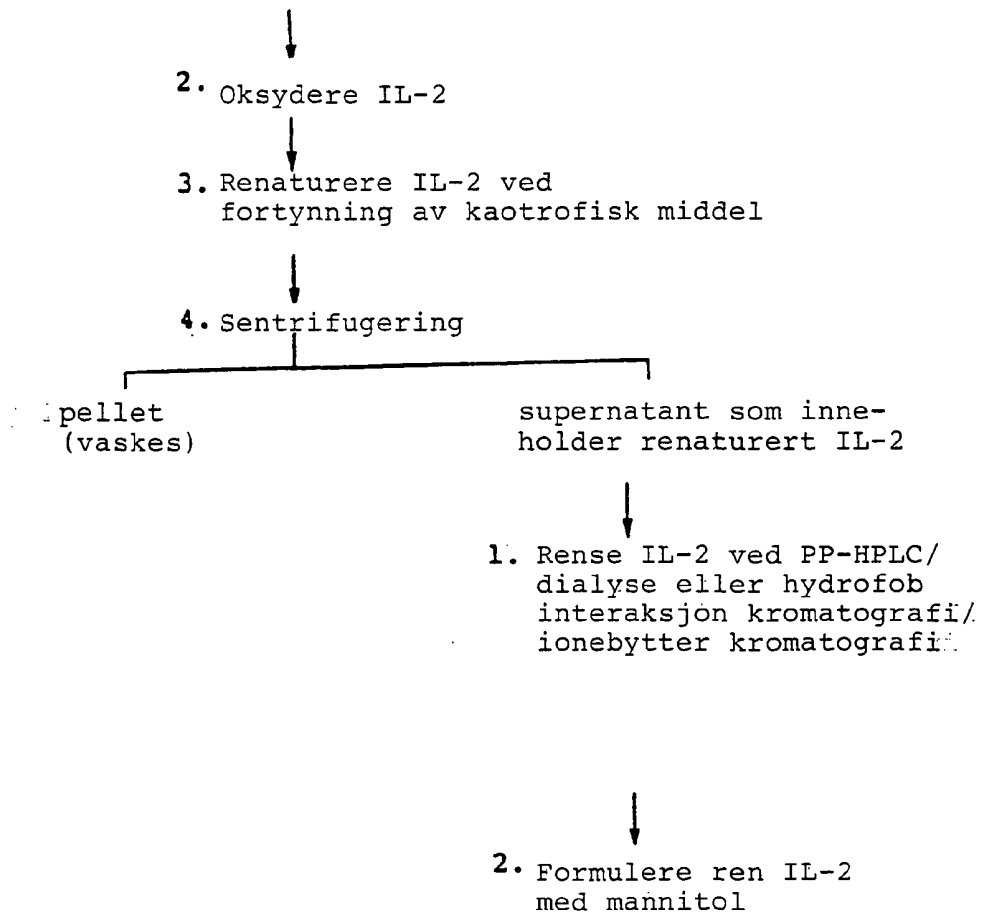 2. Oksydere IL-2
3. Renaturere IL-2 ved
fortynning av kaotrofisk middel
4. Sentrifugering
pellet
(vaskes)
supernatant som inne-
holder renaturert IL-2
1. Rense IL-2 ved PP-HPLC/
dialyse eller hydrofob
interaksjon kromatografi/
ionebytter kromatografi
2. Formulere ren IL-2
med mannitol